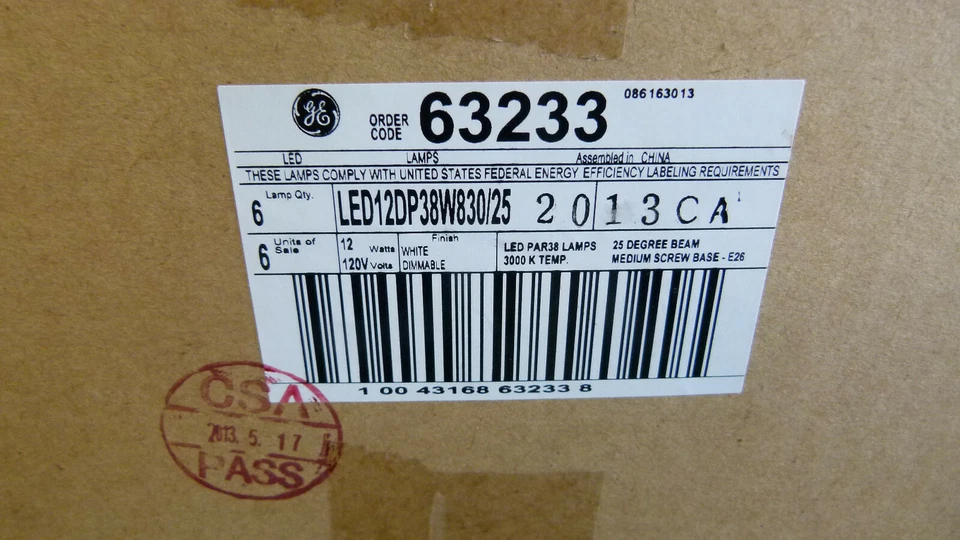 GE
ORDER CODE 63233
086163013
LED LAMPS Assembled in CHINA
THESE LAMPS COMPLY WITH UNITED STATES FEDERAL ENERGY EFFICIENCY LABELING REQUIREMENTS
6 Lamp Qty. LED12DP38W830/25 2013CA
6 Units of Sale
12 Watts
120V Volts
Finish
WHITE
DIMMABLE
LED PAR38 LAMPS
3000 K TEMP.
25 DEGREE BEAM
MEDIUM SCREW BASE - E26
1 00 43168 63233 8
CSA
2013. 5. 17
PASS